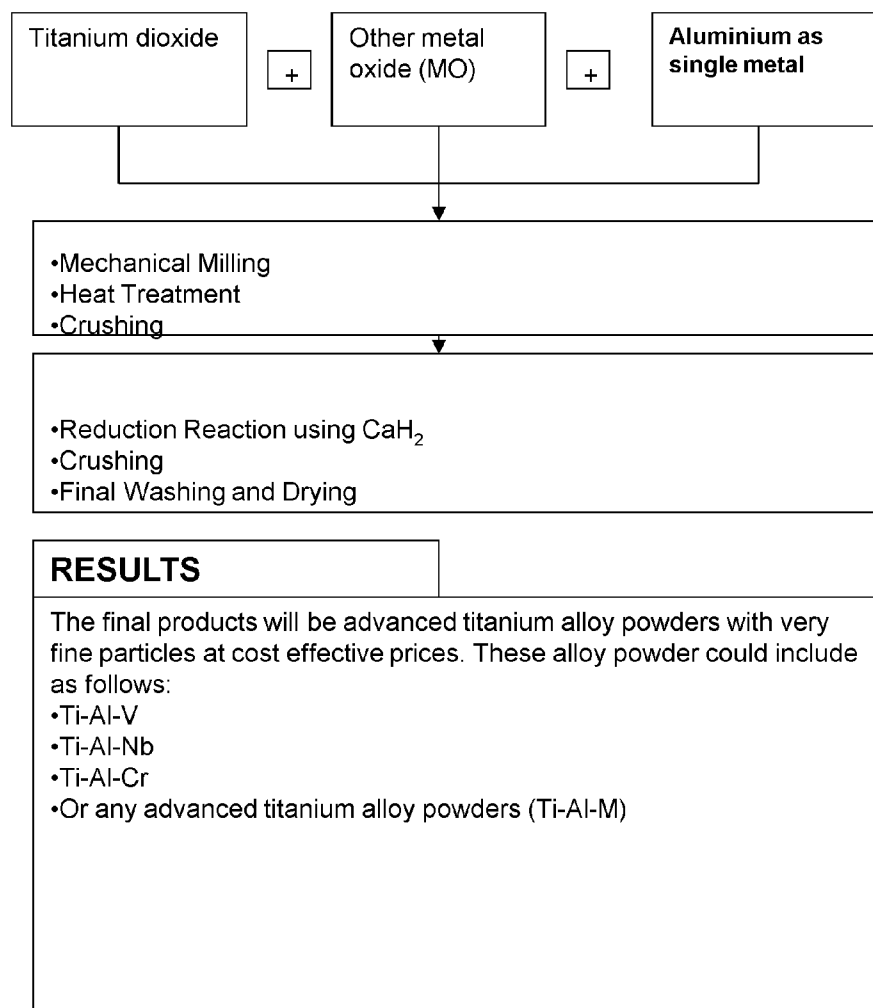 Titanium dioxide
+
Other metal
oxide (MO)
+
Aluminium as
single metal
•Mechanical Milling
•Heat Treatment
•Crushing
•Reduction Reaction using CaH₂
•Crushing
•Final Washing and Drying
RESULTS
The final products will be advanced titanium alloy powders with very
fine particles at cost effective prices. These alloy powder could include
as follows:
•Ti-Al-V
•Ti-Al-Nb
•Ti-Al-Cr
•Or any advanced titanium alloy powders (Ti-Al-M)